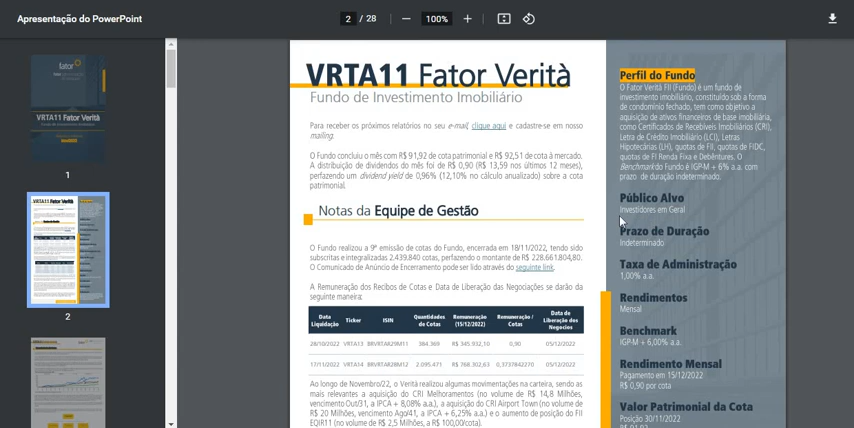 Apresentação do PowerPoint
2 / 28
100%
1
2
VRTA11 Fator Verità
Fundo de Investimento Imobiliário
Para receber os próximos relatórios no seu e-mail, clique aqui e cadastre-se em nosso
mailing.
O Fundo concluiu o mês com R$ 91,92 de cota patrimonial e R$ 92,51 de cota à mercado.
A distribuição de dividendos do mês foi de R$ 0,90 (R$ 13,59 nos últimos 12 meses),
perfazendo um dividend yield de 0,96% (12,10% no cálculo anualizado) sobre a cota
patrimonial.
Notas da Equipe de Gestão
O Fundo realizou a 9ª emissão de cotas do Fundo, encerrada em 18/11/2022, tendo sido
subscritas e integralizadas 2.439.840 cotas, perfazendo o montante de R$ 228.661.804,80.
O Comunicado de Anúncio de Encerramento pode ser lido através do seguinte link.
A Remuneração dos Recibos de Cotas e Data de Liberação das Negociações se darão da
seguinte maneira:
Data Liquidação Ticker ISIN Quantidades de Cotas Remuneração (15/12/2022) Remuneração / Cotas Data de Liberação dos Negócios
28/10/2022 VRTA13 BRVRTAR29M11 384.369 R$ 345.932,10 0,90 05/12/2022
17/11/2022 VRTA14 BRVRTAR28M12 2.095.471 R$ 768.302,63 0,3737842270 05/12/2022
Ao longo de Novembro/22, o Verità realizou algumas movimentações na carteira, sendo as
mais relevantes a aquisição do CRI Melhoramentos (no volume de R$ 14,8 Milhões,
vencimento Out/31, a IPCA + 8,08% a.a.), a aquisição do CRI Airport Town (no volume de
R$ 20 Milhões, vencimento Ago/41, a IPCA + 6,25% a.a.) e o aumento de posição do FII
EQIR11 (no volume de R$ 2,5 Milhões, a R$ 100,00/cota).
Perfil do Fundo
O Fator Verità FII (Fundo) é um fundo de
investimento imobiliário, constituído sob a forma
de condomínio fechado, tem como objetivo a
aquisição de ativos financeiros de base imobiliária,
como Certificados de Recebíveis Imobiliários (CRI),
Letra de Crédito Imobiliário (LCI), Letras
Hipotecárias (LH), quotas de FII, quotas de FIDC,
quotas de FI Renda Fixa e Debêntures. O
Benchmark do Fundo é IGP-M + 6% a.a. com
prazo de duração indeterminado.
Público Alvo
Investidores em Geral
Prazo de Duração
Indeterminado
Taxa de Administração
1,00% a.a.
Rendimentos
Mensal
Benchmark
IGP-M + 6,00% a.a.
Rendimento Mensal
Pagamento em 15/12/2022
R$ 0,90 por cota
Valor Patrimonial da Cota
Posição 30/11/2022
R$ 91,92